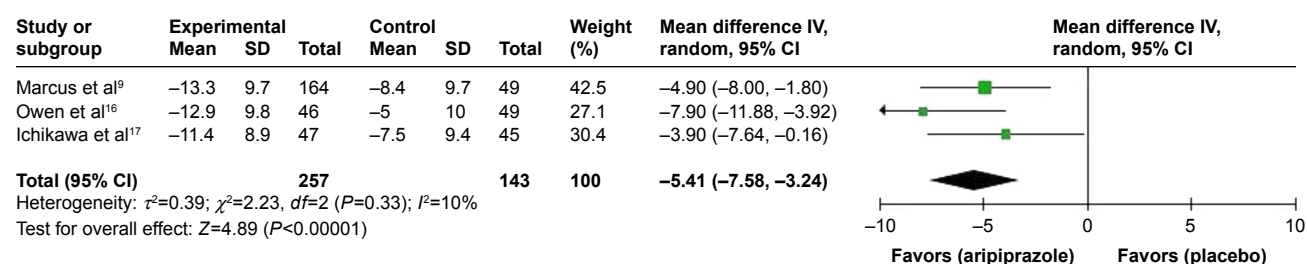 Study or subgroup Experimental Control Weight (%) Mean difference IV, random, 95% CI Mean difference IV, random, 95% CI
Mean SD Total Mean SD Total
Marcus et al⁹ –13.3 9.7 164 –8.4 9.7 49 42.5 –4.90 (–8.00, –1.80)
Owen et al¹⁶ –12.9 9.8 46 –5 10 49 27.1 –7.90 (–11.88, –3.92)
Ichikawa et al¹⁷ –11.4 8.9 47 –7.5 9.4 45 30.4 –3.90 (–7.64, –0.16)
Total (95% CI) 257 143 100 –5.41 (–7.58, –3.24)
Heterogeneity: τ²=0.39; χ²=2.23, df=2 (P=0.33); I²=10%
Test for overall effect: Z=4.89 (P<0.00001)
–10 –5 0 5 10
Favors (aripiprazole) Favors (placebo)